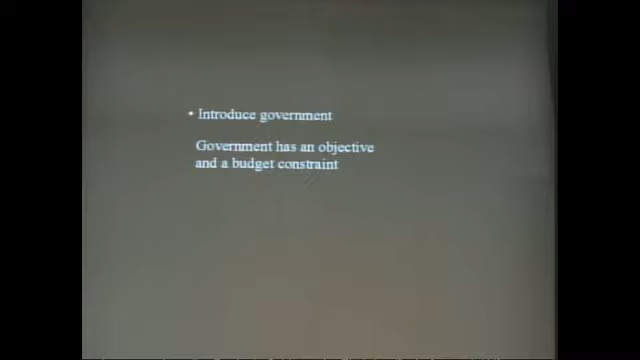 • Introduce government
Government has an objective
and a budget constraint